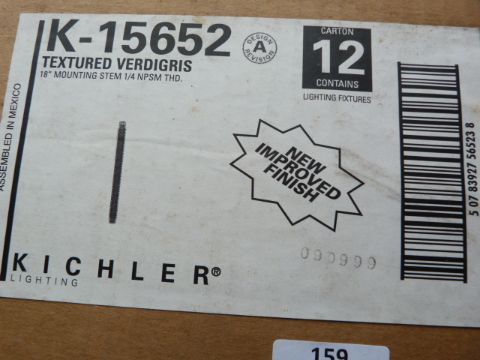 K-15652
TEXTURED VERDIGRIS
18" MOUNTING STEM 1/4 NPSM THD.
DESIGN
A
REVISION
CARTON
12
CONTAINS
LIGHTING FIXTURES
ASSEMBLED IN MEXICO
NEW
IMPROVED
FINISH
5 07 83927 56523 8
000999
KICHLER®
LIGHTING
159